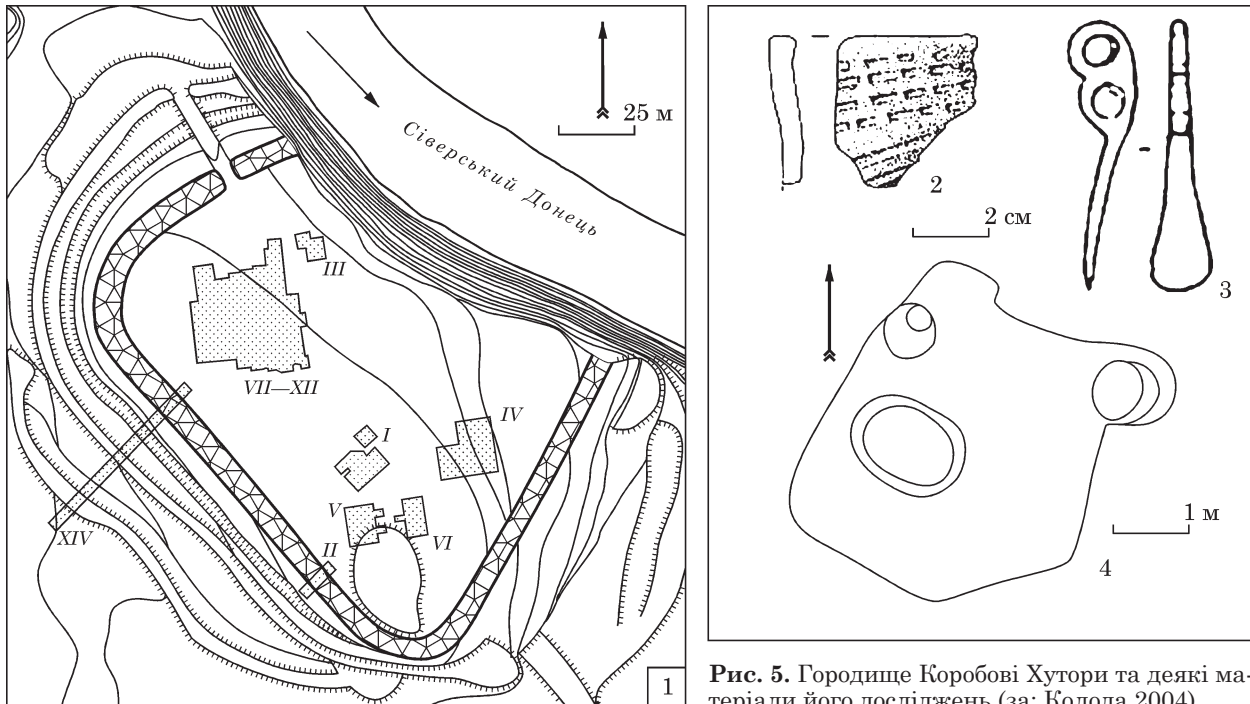 25 м
Сіверський Донець
III
VII—XII
IV
I
V
VI
II
XIV
1
2
2 см
3
1 м
4
Рис. 5. Городище Коробові Хутори та деякі ма-
теріали його досліджень (за: Колода 2004)